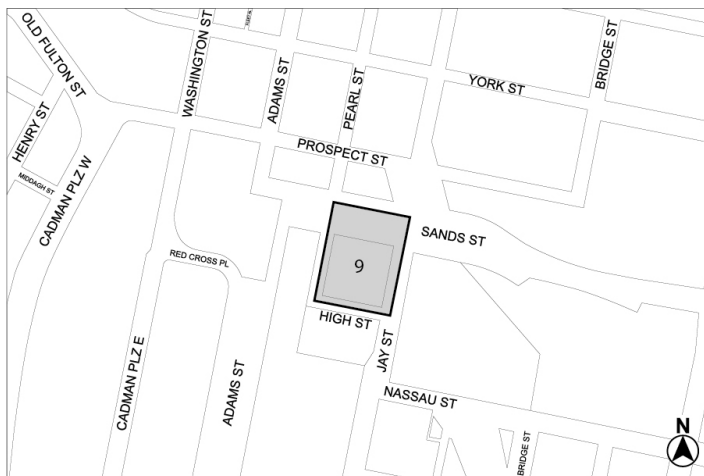 OLD FULTON ST
WASHINGTON ST
ADAMS ST
PEARL ST
YORK ST
BRIDGE ST
HENRY ST
MIDDAGH ST
CADMAN PLZ W
PROSPECT ST
SANDS ST
RED CROSS PL
9
HIGH ST
JAY ST
CADMAN PLZ E
ADAMS ST
NASSAU ST
BRIDGE ST
N